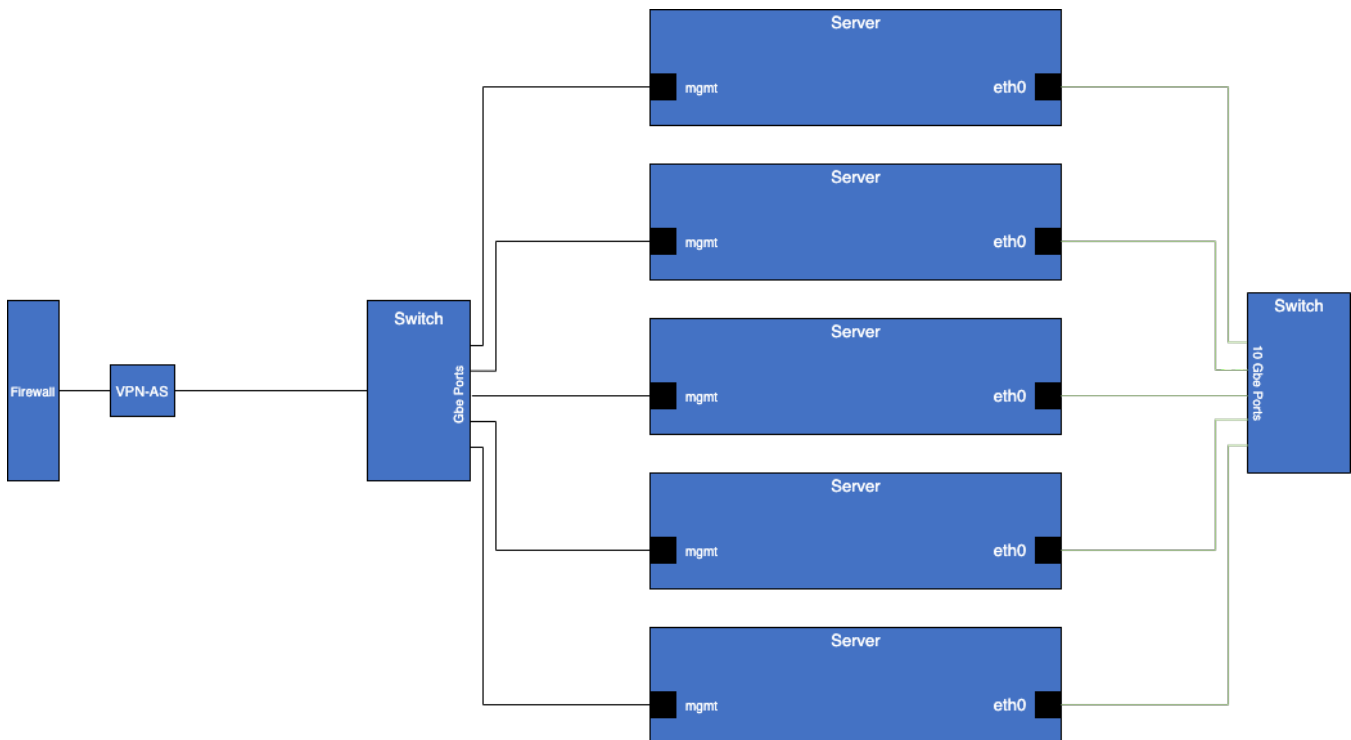 Server
mgmt
eth0
Server
mgmt
eth0
Firewall
VPN-AS
Switch
Gbe Ports
Server
mgmt
eth0
Switch
10 Gbe Ports
Server
mgmt
eth0
Server
mgmt
eth0